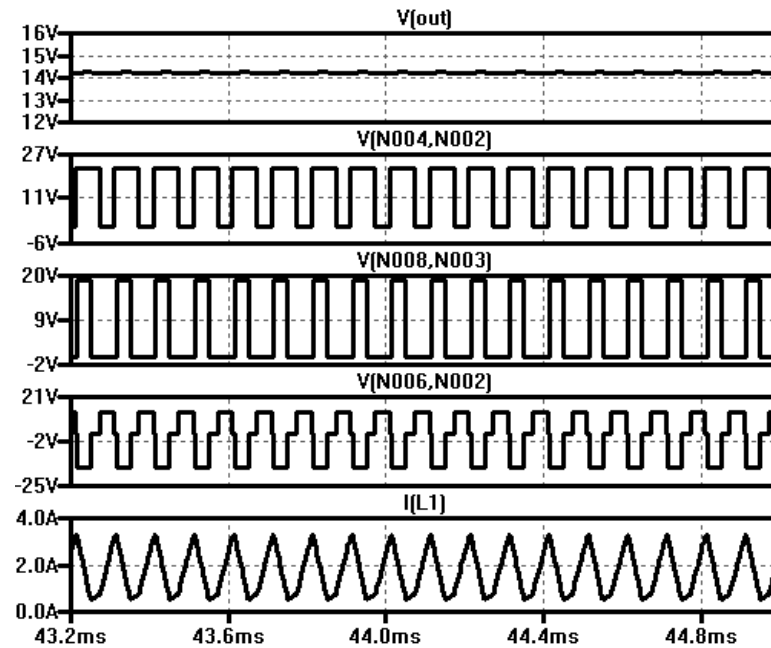 V(out)
16V
15V
14V
13V
12V
V(N004,N002)
27V
11V
-6V
V(N008,N003)
20V
9V
-2V
V(N006,N002)
21V
-2V
-25V
I(L1)
4.0A
2.0A
0.0A
43.2ms 43.6ms 44.0ms 44.4ms 44.8ms